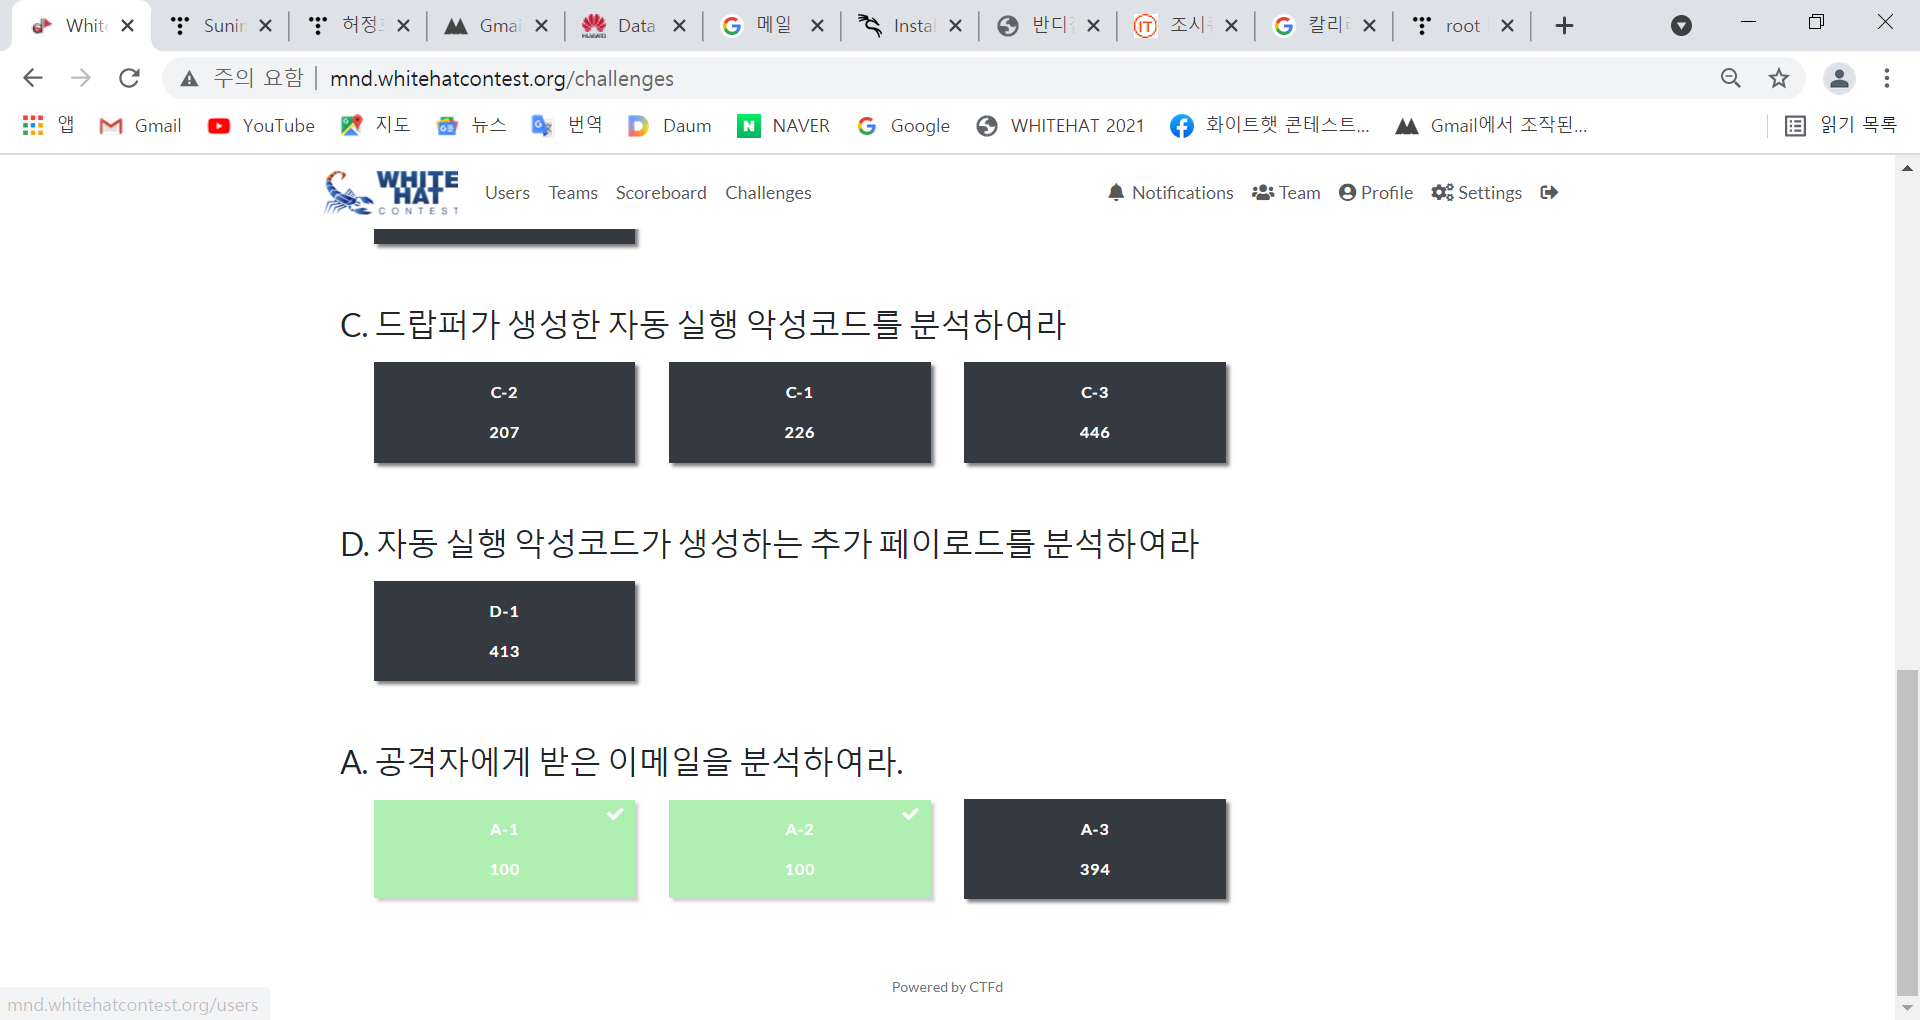 White
Sunin
허정
Gmai
Data
메일
Instal
반디
조시
칼리
root
주의 요함
mnd.whitehatcontest.org/challenges
앱
Gmail
YouTube
지도
뉴스
번역
Daum
NAVER
Google
WHITEHAT 2021
화이트햇 콘테스트...
Gmail에서 조작된...
읽기 목록
WHITE HAT CONTEST
Users
Teams
Scoreboard
Challenges
Notifications
Team
Profile
Settings
C. 드랍퍼가 생성한 자동 실행 악성코드를 분석하여라
C-2
207
C-1
226
C-3
446
D. 자동 실행 악성코드가 생성하는 추가 페이로드를 분석하여라
D-1
413
A. 공격자에게 받은 이메일을 분석하여라.
A-1
100
A-2
100
A-3
394
Powered by CTFd
mnd.whitehatcontest.org/users